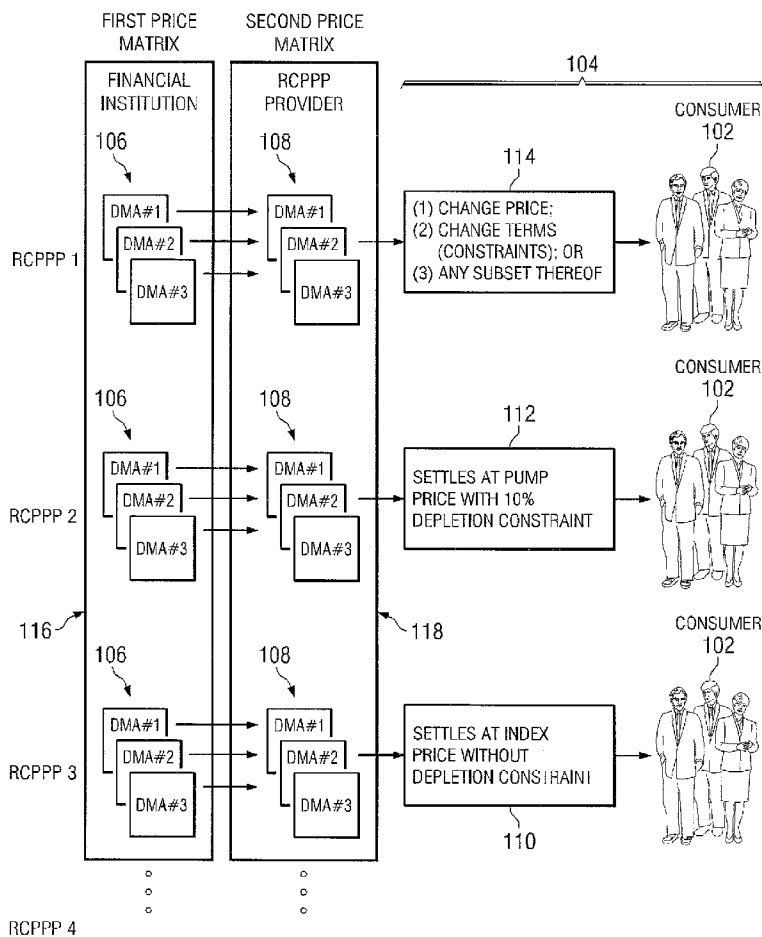 FIRST PRICE
MATRIX
SECOND PRICE
MATRIX
FINANCIAL
INSTITUTION
RCPPP
PROVIDER
104
CONSUMER
102
106
108
114
RCPPP 1
DMA#1
DMA#2
DMA#3
DMA#1
DMA#2
DMA#3
(1) CHANGE PRICE;
(2) CHANGE TERMS
(CONSTRAINTS); OR
(3) ANY SUBSET THEREOF
CONSUMER
102
106
108
112
RCPPP 2
DMA#1
DMA#2
DMA#3
DMA#1
DMA#2
DMA#3
SETTLES AT PUMP
PRICE WITH 10%
DEPLETION CONSTRAINT
116
118
CONSUMER
102
106
108
RCPPP 3
DMA#1
DMA#2
DMA#3
DMA#1
DMA#2
DMA#3
SETTLES AT INDEX
PRICE WITHOUT
DEPLETION CONSTRAINT
110
RCPPP 4